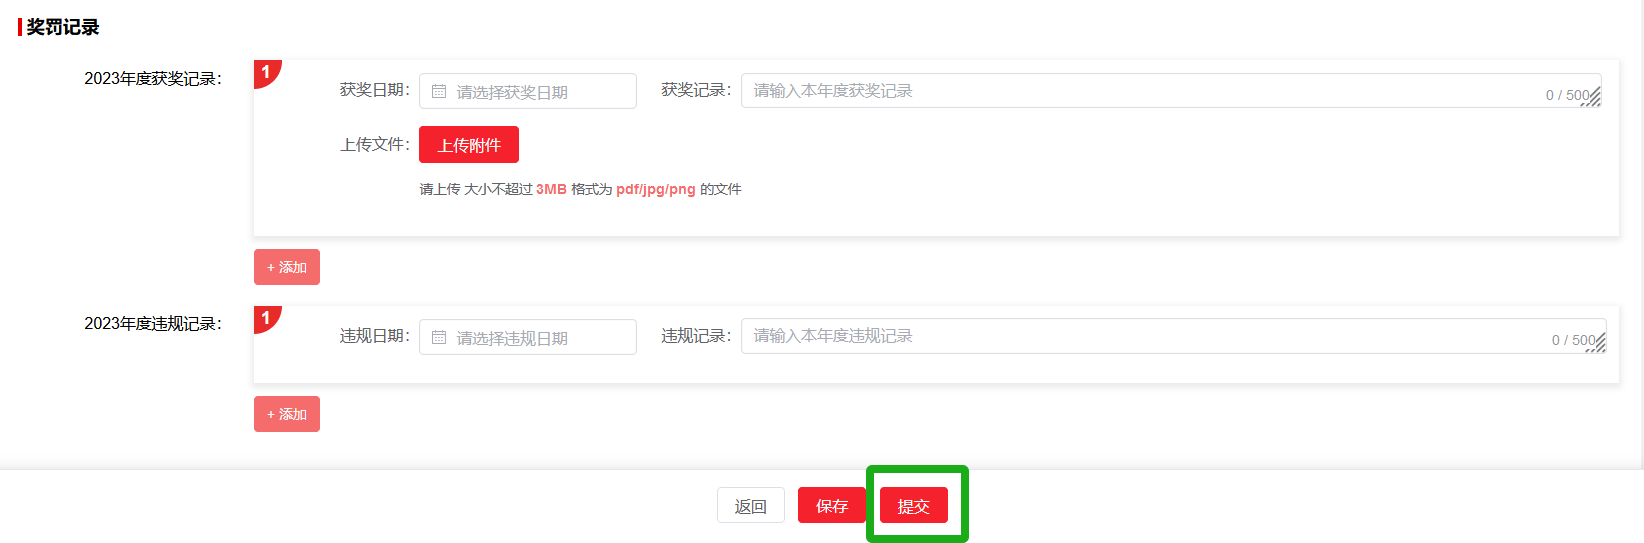 奖罚记录
2023年度获奖记录：
1
获奖日期：
请选择获奖日期
获奖记录：
请输入本年度获奖记录
0 / 500
上传文件：
上传附件
请上传 大小不超过 3MB 格式为 pdf/jpg/png 的文件
+ 添加
2023年度违规记录：
1
违规日期：
请选择违规日期
违规记录：
请输入本年度违规记录
0 / 500
+ 添加
返回
保存
提交